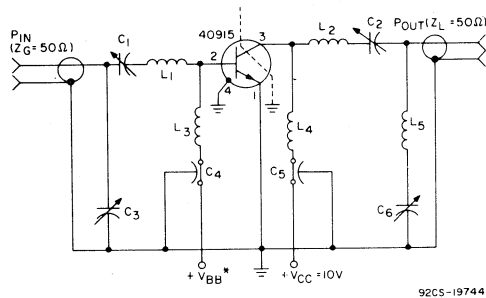 PIN
(ZG=50Ω)
C1
L1
40915
2
3
4
1
L2
C2
POUT(ZL=50Ω)
L3
L4
L5
C4
C5
C3
C6
+VBB*
+VCC=10V
92CS-19744